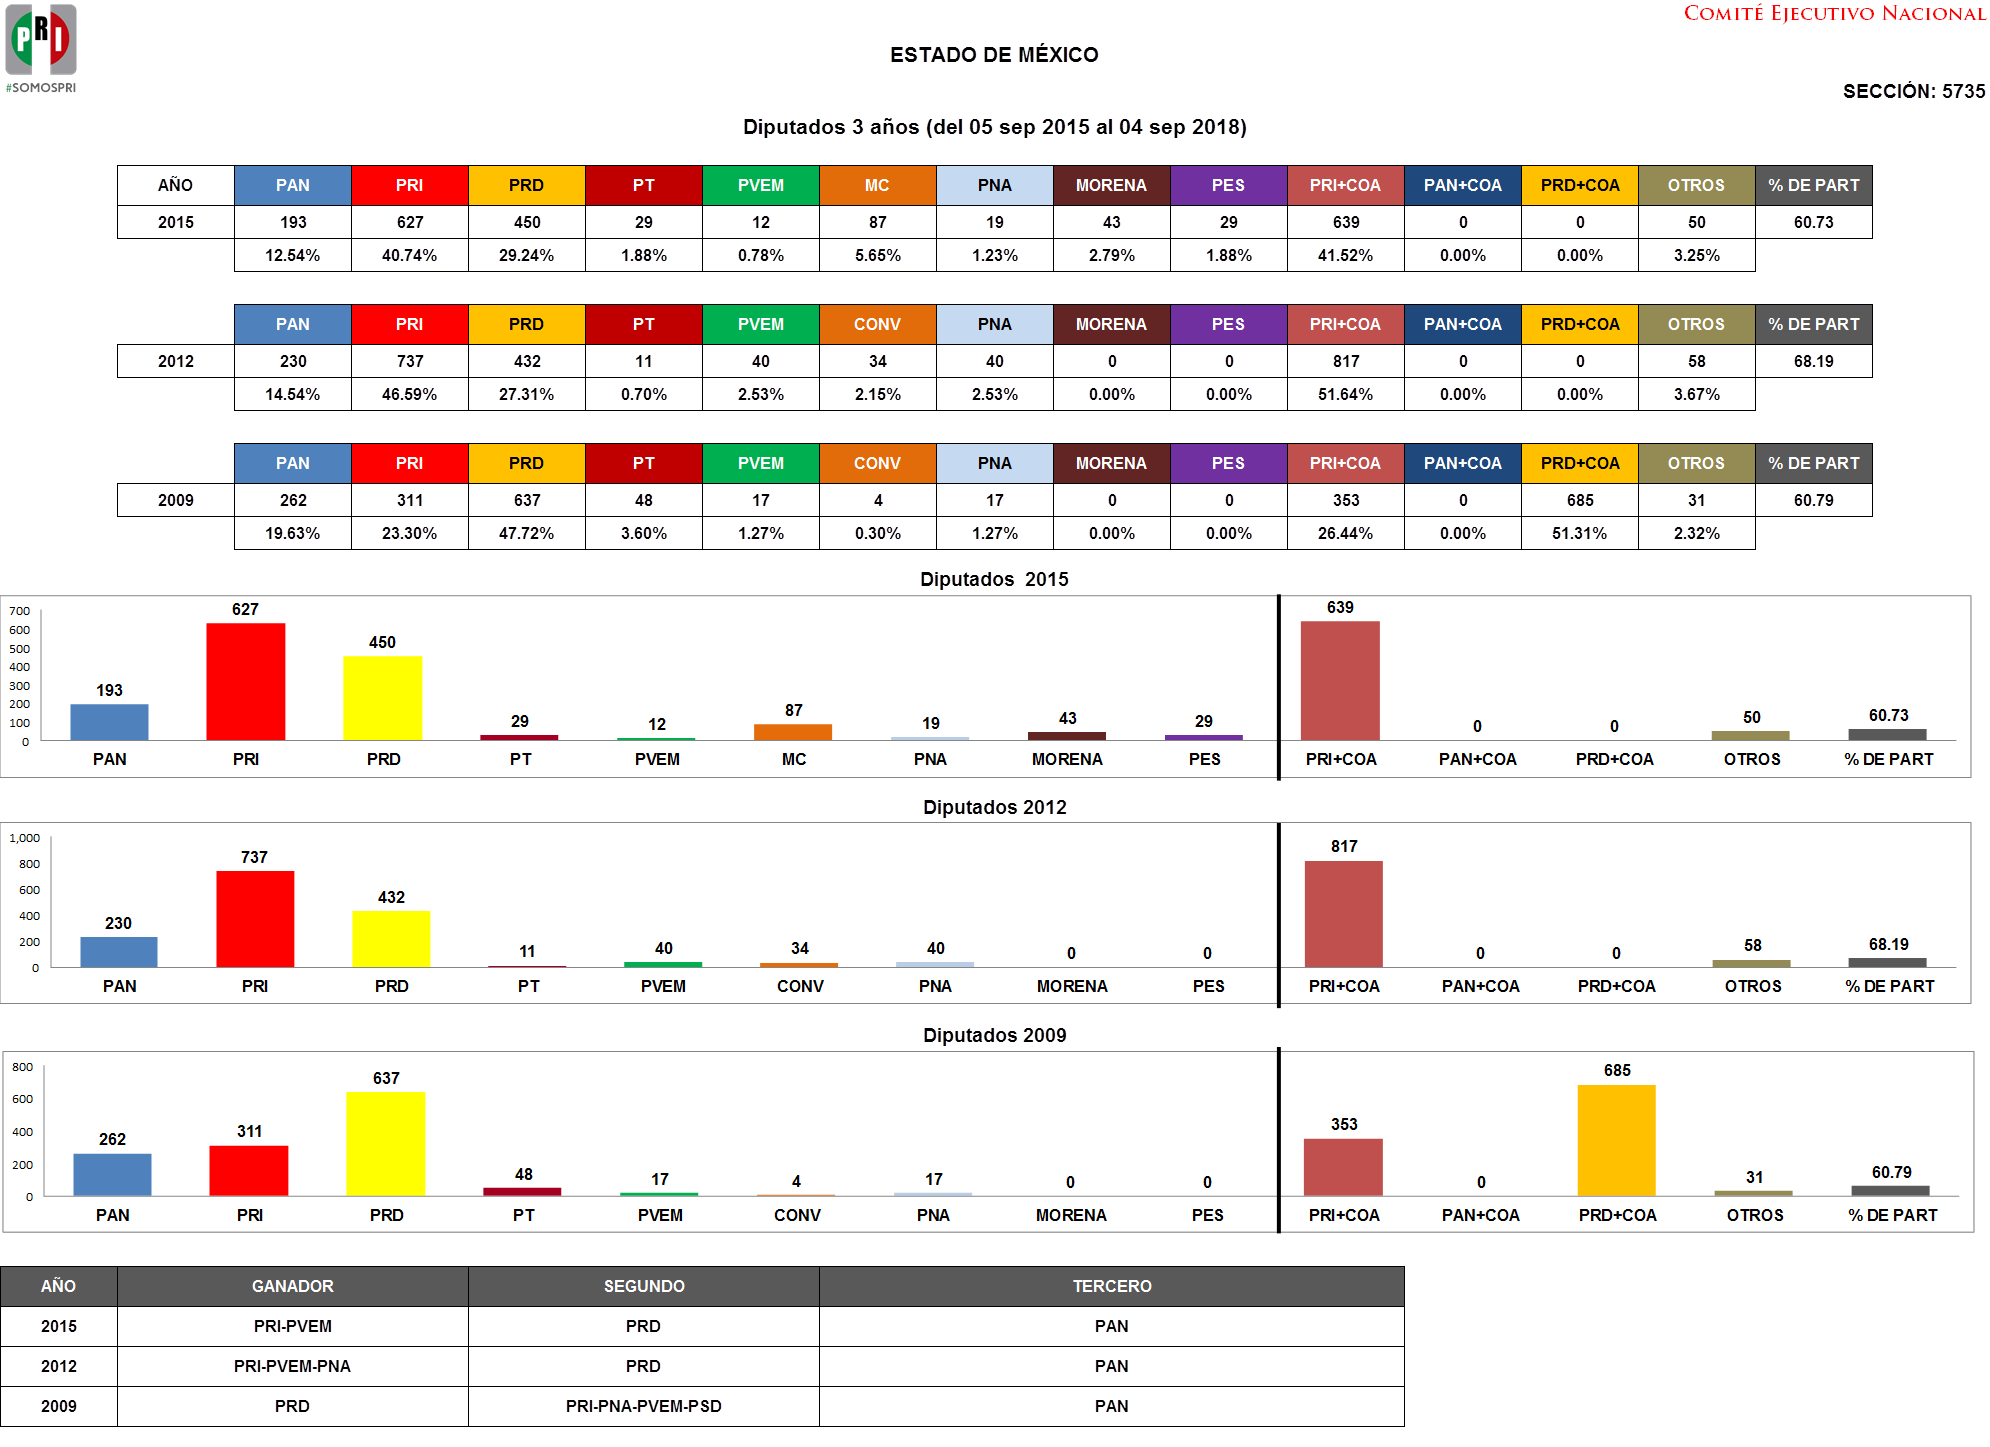 PRI
#SOMOSPRI
COMITÉ EJECUTIVO NACIONAL
ESTADO DE MÉXICO
SECCIÓN: 5735
Diputados 3 años (del 05 sep 2015 al 04 sep 2018)
AÑO PAN PRI PRD PT PVEM MC PNA MORENA PES PRI+COA PAN+COA PRD+COA OTROS % DE PART
2015 193 627 450 29 12 87 19 43 29 639 0 0 50 60.73
12.54% 40.74% 29.24% 1.88% 0.78% 5.65% 1.23% 2.79% 1.88% 41.52% 0.00% 0.00% 3.25%
PAN PRI PRD PT PVEM CONV PNA MORENA PES PRI+COA PAN+COA PRD+COA OTROS % DE PART
2012 230 737 432 11 40 34 40 0 0 817 0 0 58 68.19
14.54% 46.59% 27.31% 0.70% 2.53% 2.15% 2.53% 0.00% 0.00% 51.64% 0.00% 0.00% 3.67%
PAN PRI PRD PT PVEM CONV PNA MORENA PES PRI+COA PAN+COA PRD+COA OTROS % DE PART
2009 262 311 637 48 17 4 17 0 0 353 0 685 31 60.79
19.63% 23.30% 47.72% 3.60% 1.27% 0.30% 1.27% 0.00% 0.00% 26.44% 0.00% 51.31% 2.32%
Diputados 2015
700
600
500
400
300
200
100
0
193 627 450 29 12 87 19 43 29 639 0 0 50 60.73
PAN PRI PRD PT PVEM MC PNA MORENA PES PRI+COA PAN+COA PRD+COA OTROS % DE PART
Diputados 2012
1,000
800
600
400
200
0
230 737 432 11 40 34 40 0 0 817 0 0 58 68.19
PAN PRI PRD PT PVEM CONV PNA MORENA PES PRI+COA PAN+COA PRD+COA OTROS % DE PART
Diputados 2009
800
600
400
200
0
262 311 637 48 17 4 17 0 0 353 0 685 31 60.79
PAN PRI PRD PT PVEM CONV PNA MORENA PES PRI+COA PAN+COA PRD+COA OTROS % DE PART
AÑO GANADOR SEGUNDO TERCERO
2015 PRI-PVEM PRD PAN
2012 PRI-PVEM-PNA PRD PAN
2009 PRD PRI-PNA-PVEM-PSD PAN